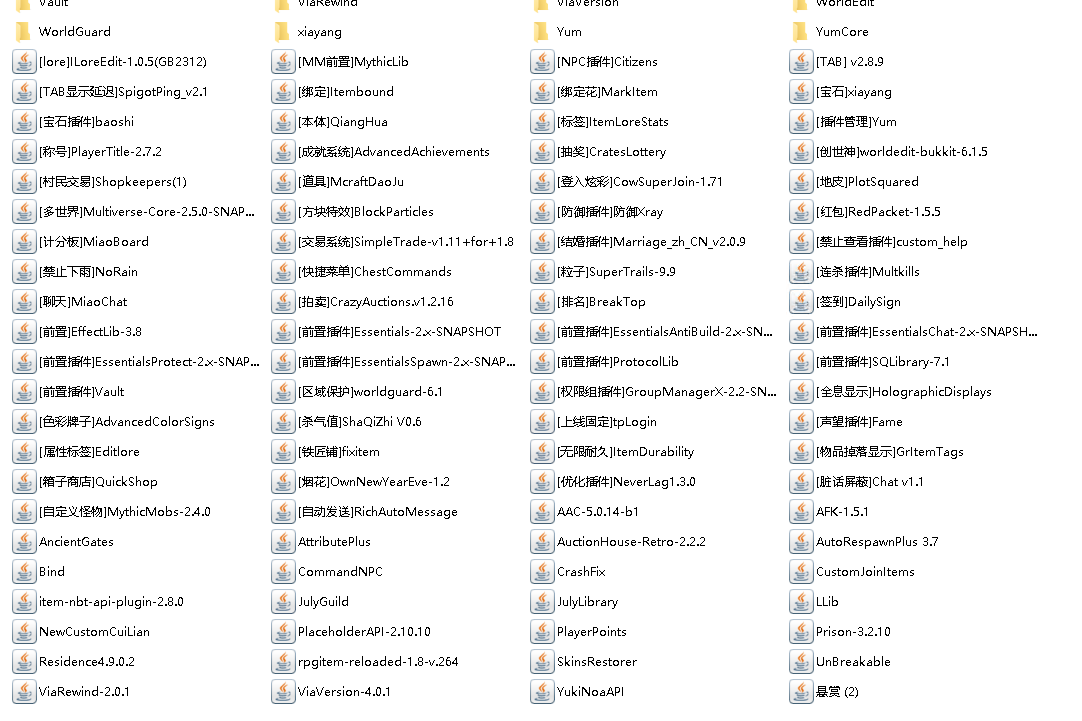 Vault ViaRewind ViaVersion WorldEdit
WorldGuard xiayang Yum YumCore
[lore]ILoreEdit-1.0.5(GB2312) [MM前置]MythicLib [NPC插件]Citizens [TAB] v2.8.9
[TAB显示延迟]SpigotPing_v2.1 [绑定]Itembound [绑定花]MarkItem [宝石]xiayang
[宝石插件]baoshi [本体]QiangHua [标签]ItemLoreStats [插件管理]Yum
[称号]PlayerTitle-2.7.2 [成就系统]AdvancedAchievements [抽奖]CratesLottery [创世神]worldedit-bukkit-6.1.5
[村民交易]Shopkeepers(1) [道具]McraftDaoJu [登入炫彩]CowSuperJoin-1.71 [地皮]PlotSquared
[多世界]Multiverse-Core-2.5.0-SNAP... [方块特效]BlockParticles [防御插件]防御Xray [红包]RedPacket-1.5.5
[计分板]MiaoBoard [交易系统]SimpleTrade-v1.11+for+1.8 [结婚插件]Marriage_zh_CN_v2.0.9 [禁止查看插件]custom_help
[禁止下雨]NoRain [快捷菜单]ChestCommands [粒子]SuperTrails-9.9 [连杀插件]Multkills
[聊天]MiaoChat [拍卖]CrazyAuctions.v1.2.16 [排名]BreakTop [签到]DailySign
[前置]EffectLib-3.8 [前置插件]Essentials-2.x-SNAPSHOT [前置插件]EssentialsAntiBuild-2.x-SN... [前置插件]EssentialsChat-2.x-SNAPSH...
[前置插件]EssentialsProtect-2.x-SNAP... [前置插件]EssentialsSpawn-2.x-SNAP... [前置插件]ProtocolLib [前置插件]SQLibrary-7.1
[前置插件]Vault [区域保护]worldguard-6.1 [权限组插件]GroupManagerX-2.2-SN... [全息显示]HolographicDisplays
[色彩牌子]AdvancedColorSigns [杀气值]ShaQiZhi V0.6 [上线固定]tpLogin [声望插件]Fame
[属性标签]Editlore [铁匠铺]fixitem [无限耐久]ItemDurability [物品掉落显示]GrItemTags
[箱子商店]QuickShop [烟花]OwnNewYearEve-1.2 [优化插件]NeverLag1.3.0 [脏话屏蔽]Chat v1.1
[自定义怪物]MythicMobs-2.4.0 [自动发送]RichAutoMessage AAC-5.0.14-b1 AFK-1.5.1
AncientGates AttributePlus AuctionHouse-Retro-2.2.2 AutoRespawnPlus 3.7
Bind CommandNPC CrashFix CustomJoinItems
item-nbt-api-plugin-2.8.0 JulyGuild JulyLibrary LLib
NewCustomCuiLian PlaceholderAPI-2.10.10 PlayerPoints Prison-3.2.10
Residence4.9.0.2 rpgitem-reloaded-1.8-v.264 SkinsRestorer UnBreakable
ViaRewind-2.0.1 ViaVersion-4.0.1 YukiNoaAPI 悬赏 (2)